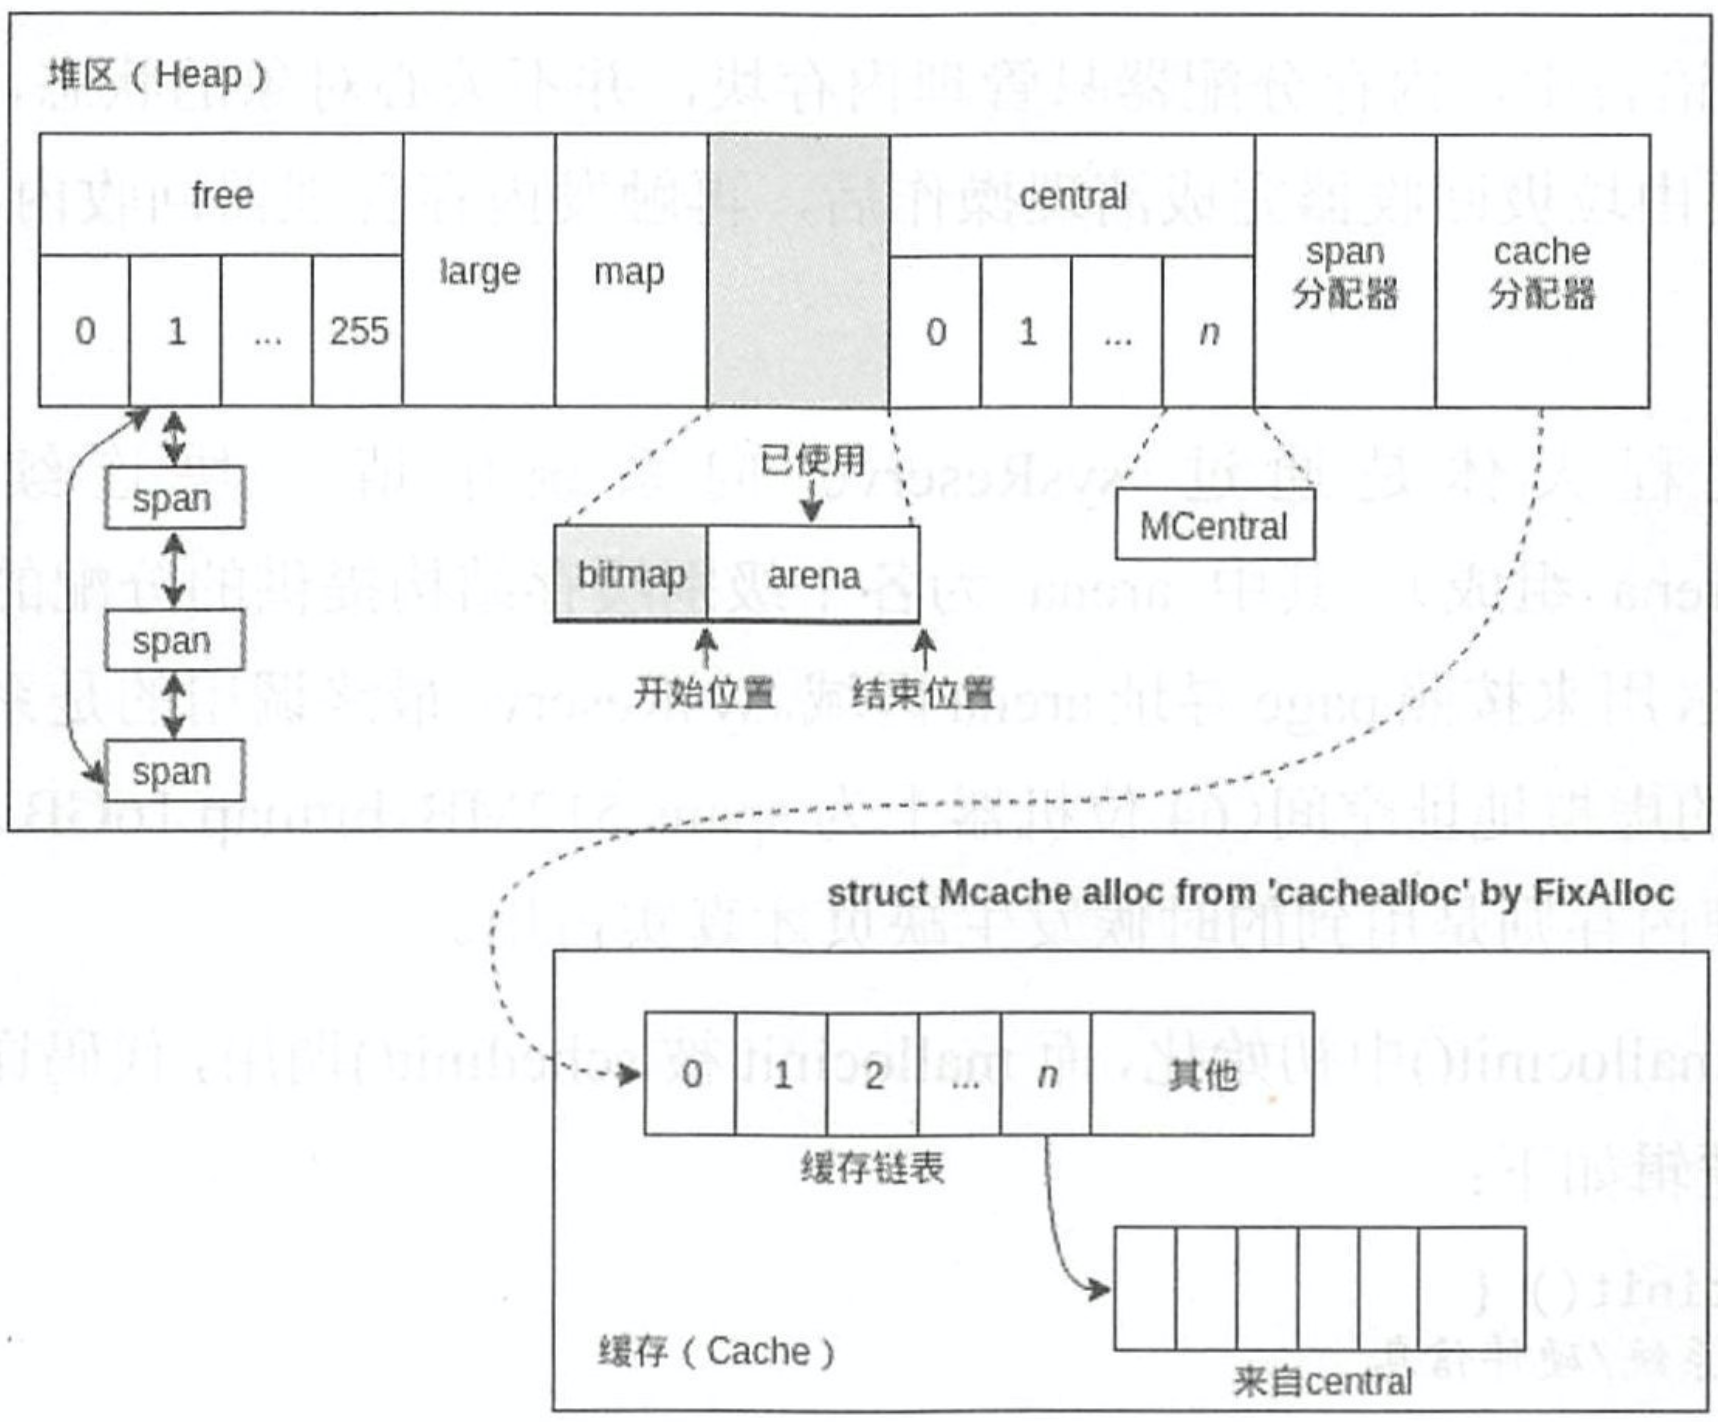 堆区（Heap）
free
large
map
central
span
分配器
cache
分配器
0
1
...
255
0
1
...
n
span
span
span
已使用
bitmap
arena
开始位置
结束位置
MCentral
struct Mcache alloc from 'cachealloc' by FixAlloc
0
1
2
...
n
其他
缓存链表
来自central
缓存（Cache）